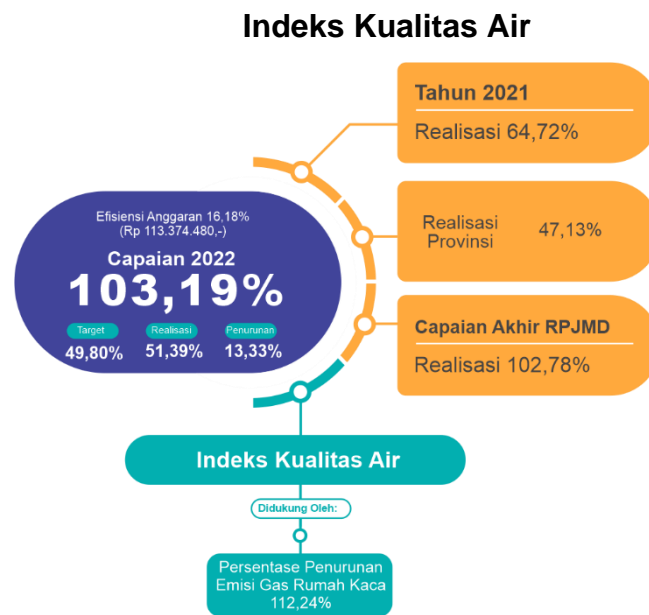 Indeks Kualitas Air
Tahun 2021
Realisasi 64,72%
Efisiensi Anggaran 16,18%
(Rp 113.374.480,-)
Capaian 2022
103,19%
Target
Realisasi
Penurunan
49,80%
51,39%
13,33%
Realisasi
Provinsi
47,13%
Capaian Akhir RPJMD
Realisasi 102,78%
Indeks Kualitas Air
Didukung Oleh:
Persentase Penurunan
Emisi Gas Rumah Kaca
112,24%